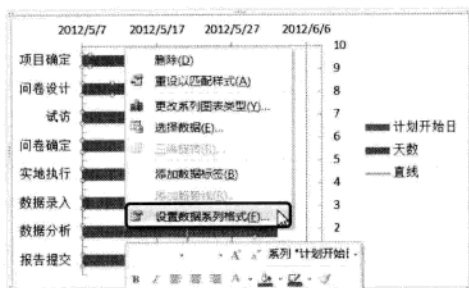 2012/5/7 2012/5/17 2012/5/27 2012/6/6
项目确定
问卷设计
试访
问卷确定
实地执行
数据录入
数据分析
报告提交
删除(D)
重设以匹配样式(A)
更改系列图表类型(Y)...
选择数据(E)...
三维旋转(R)...
添加数据标签(B)
添加趋势线(R)...
设置数据系列格式(F)...
10
9
8
7
6
5
4
3
2
计划开始日
天数
直线
A A 系列 "计划开始
B I A